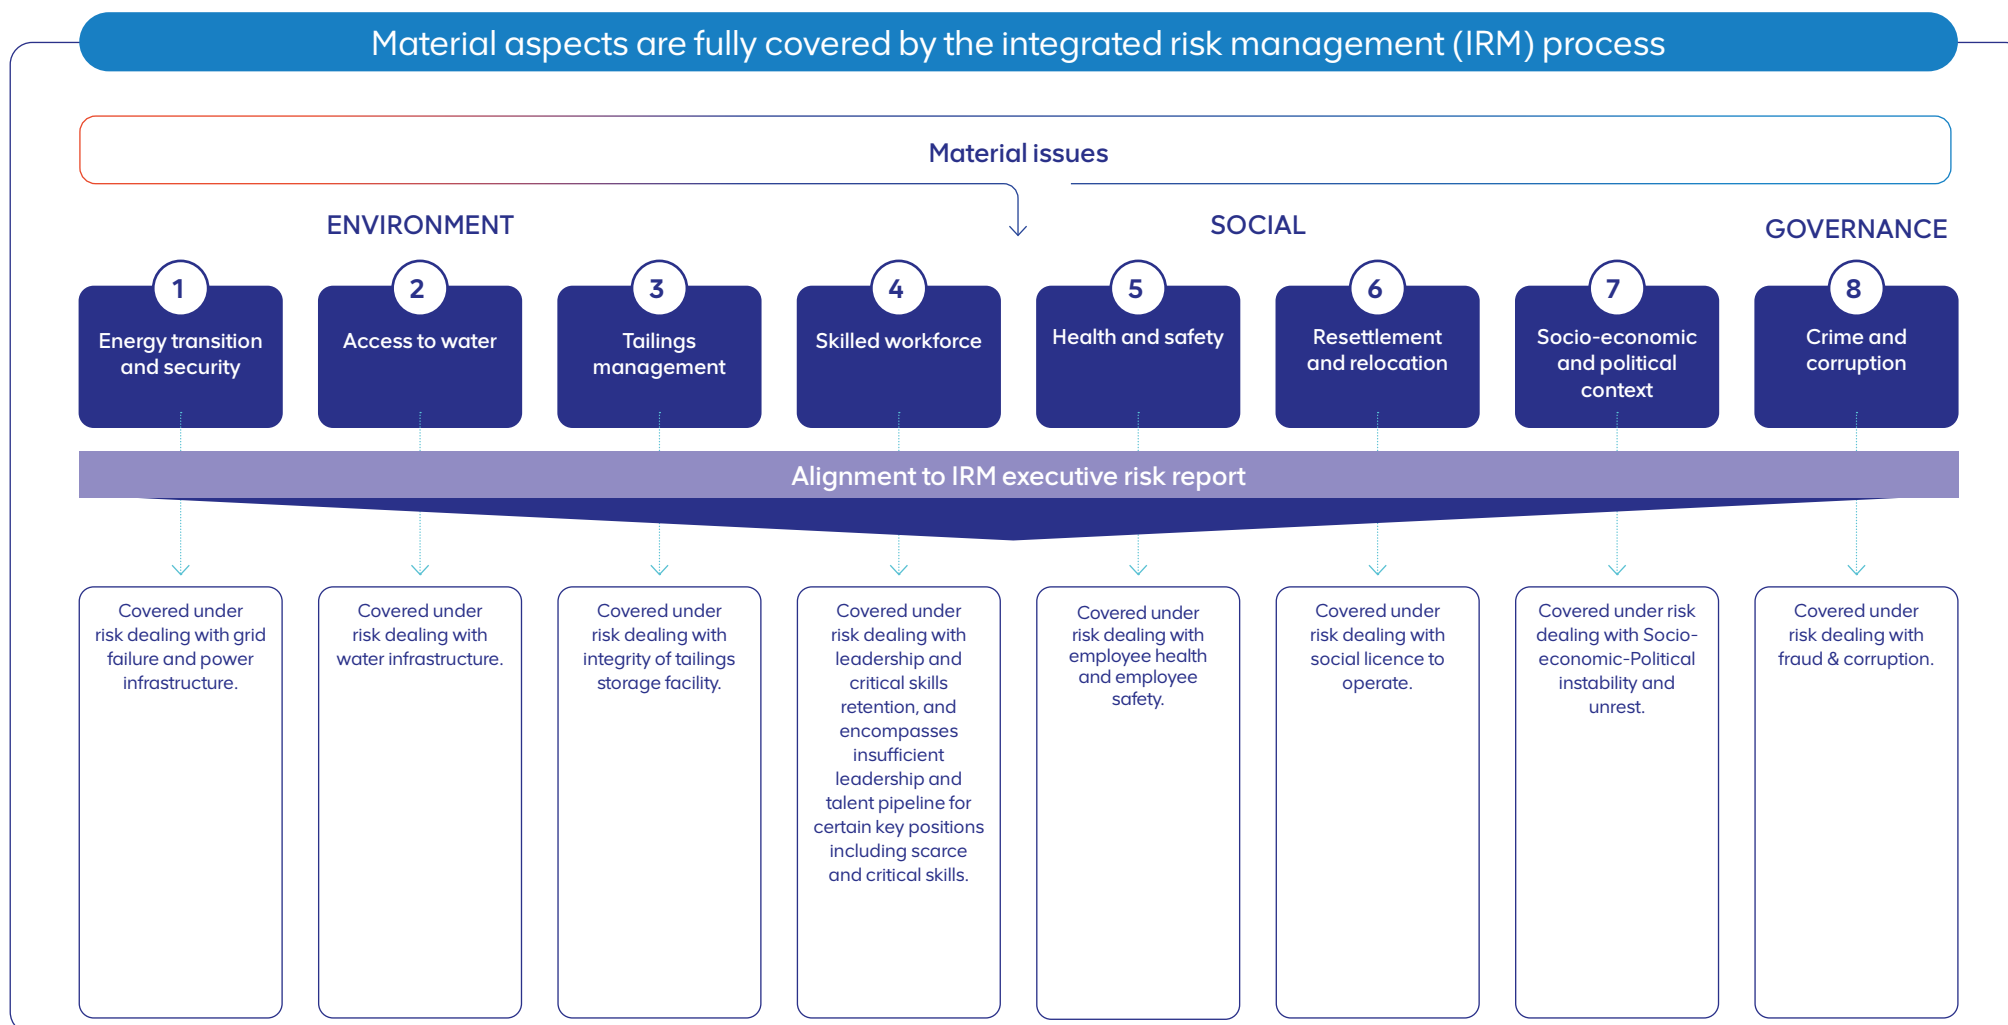 Material aspects are fully covered by the integrated risk management (IRM) process
Material issues
ENVIRONMENT
SOCIAL
GOVERNANCE
1
Energy transition
and security
2
Access to water
3
Tailings
management
4
Skilled workforce
5
Health and safety
6
Resettlement
and relocation
7
Socio-economic
and political
context
8
Crime and
corruption
Alignment to IRM executive risk report
Covered under
risk dealing with grid
failure and power
infrastructure.
Covered under
risk dealing with
water infrastructure.
Covered under
risk dealing with
integrity of tailings
storage facility.
Covered under
risk dealing with
leadership and
critical skills
retention, and
encompasses
insufficient
leadership and
talent pipeline for
certain key positions
including scarce
and critical skills.
Covered under
risk dealing with
employee health
and employee
safety.
Covered under
risk dealing with
social licence to
operate.
Covered under risk
dealing with Socio-
economic-Political
instability and
unrest.
Covered under
risk dealing with
fraud & corruption.